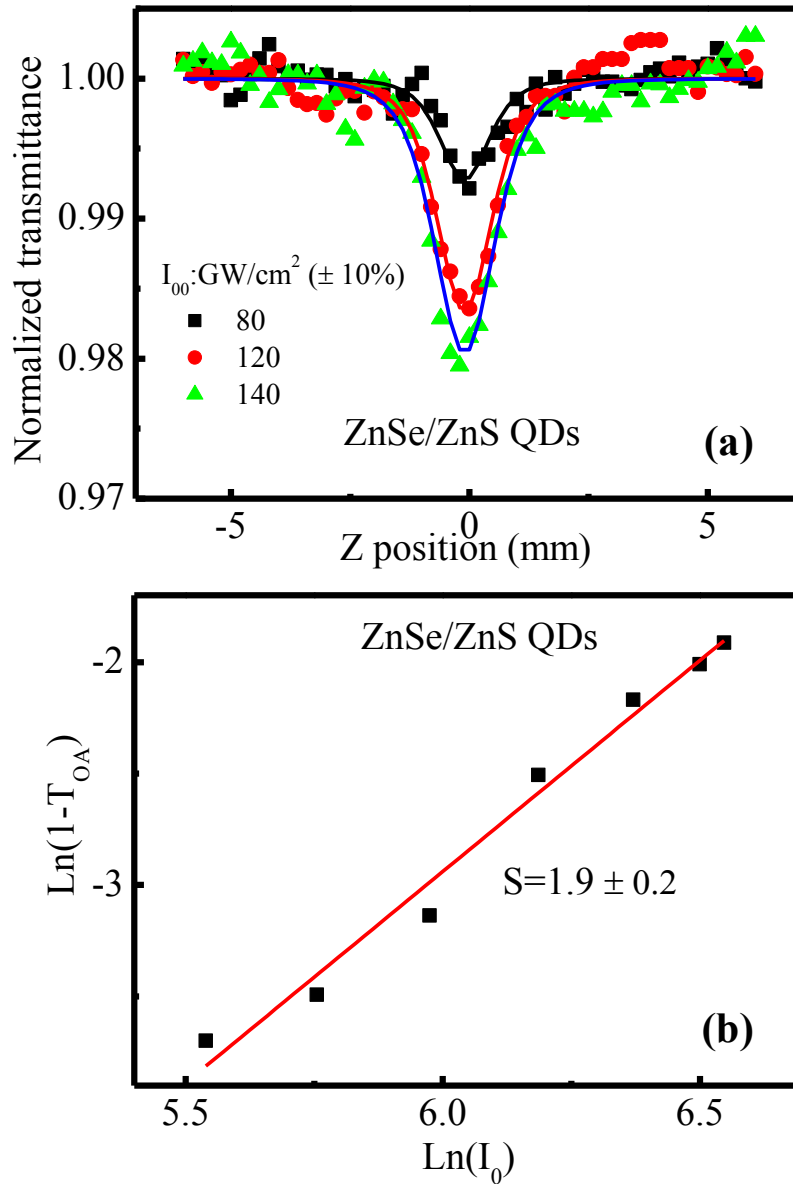 1.00
0.99
0.98
0.97
Normalized transmittance
I₀₀:GW/cm² (± 10%)
80
120
140
ZnSe/ZnS QDs
(a)
-5 0 5
Z position (mm)
ZnSe/ZnS QDs
-2
-3
Ln(1-T_OA)
S=1.9 ± 0.2
(b)
5.5 6.0 6.5
Ln(I₀)